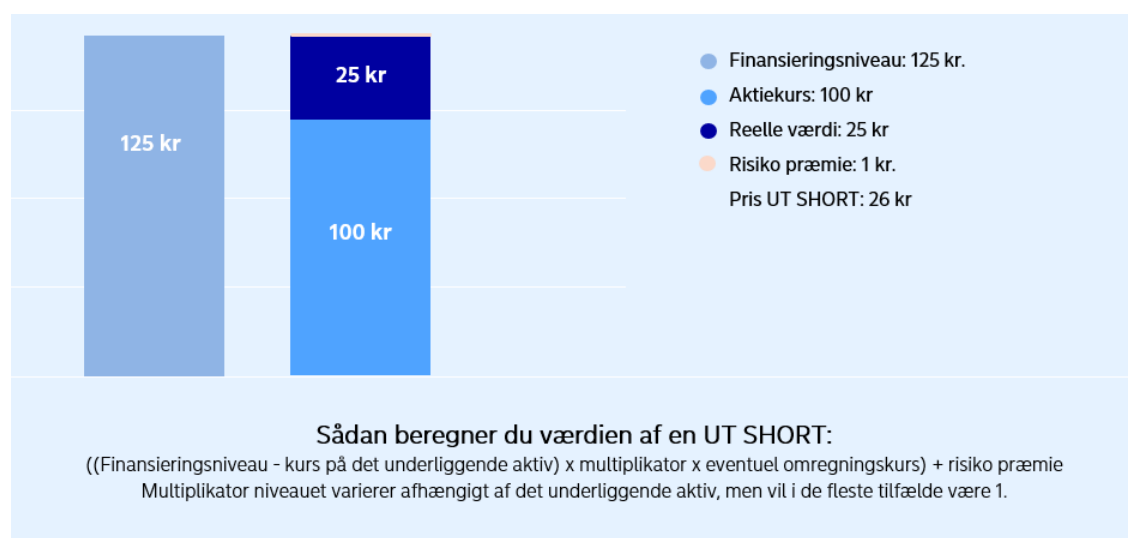 125 kr
25 kr
100 kr
Finansieringsniveau: 125 kr.
Aktiekurs: 100 kr
Reelle værdi: 25 kr
Risiko præmie: 1 kr.
Pris UT SHORT: 26 kr
Sådan beregner du værdien af en UT SHORT:
((Finansieringsniveau - kurs på det underliggende aktiv) x multiplikator x eventuel omregningskurs) + risiko præmie
Multiplikator niveauet varierer afhængigt af det underliggende aktiv, men vil i de fleste tilfælde være 1.